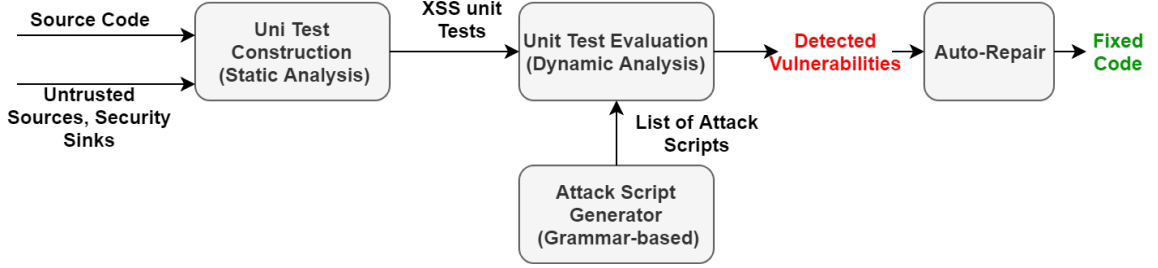 Source Code
Untrusted
Sources, Security
Sinks
Uni Test
Construction
(Static Analysis)
XSS unit
Tests
Unit Test Evaluation
(Dynamic Analysis)
List of Attack
Scripts
Attack Script
Generator
(Grammar-based)
Detected
Vulnerabilities
Auto-Repair
Fixed
Code